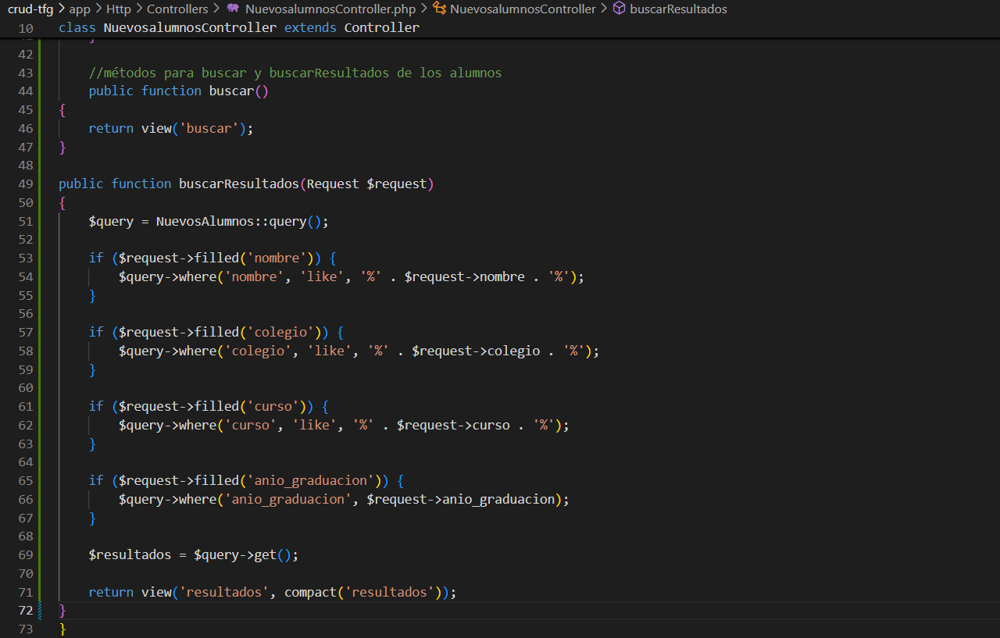 crud-tfg > app > Http > Controllers > NuevosalumnosController.php > NuevosalumnosController > buscarResultados
10 class NuevosalumnosController extends Controller
42
43 //métodos para buscar y buscarResultados de los alumnos
44 public function buscar()
45 {
46 return view('buscar');
47 }
48
49 public function buscarResultados(Request $request)
50 {
51 $query = NuevosAlumnos::query();
52
53 if ($request->filled('nombre')) {
54 $query->where('nombre', 'like', '%' . $request->nombre . '%');
55 }
56
57 if ($request->filled('colegio')) {
58 $query->where('colegio', 'like', '%' . $request->colegio . '%');
59 }
60
61 if ($request->filled('curso')) {
62 $query->where('curso', 'like', '%' . $request->curso . '%');
63 }
64
65 if ($request->filled('anio_graduacion')) {
66 $query->where('anio_graduacion', $request->anio_graduacion);
67 }
68
69 $resultados = $query->get();
70
71 return view('resultados', compact('resultados'));
72 }
73 }